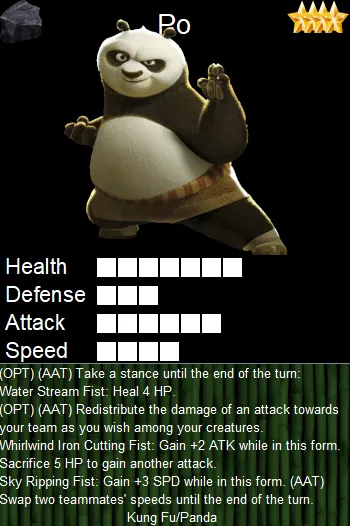 Po
Health
Defense
Attack
Speed
(OPT) (AAT) Take a stance until the end of the turn:
Water Stream Fist: Heal 4 HP.
(OPT) (AAT) Redistribute the damage of an attack towards
your team as you wish among your creatures.
Whirlwind Iron Cutting Fist: Gain +2 ATK while in this form.
Sacrifice 5 HP to gain another attack.
Sky Ripping Fist: Gain +3 SPD while in this form. (AAT)
Swap two teammates' speeds until the end of the turn.
Kung Fu/Panda